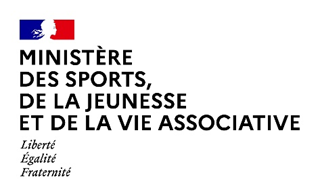 MINISTÈRE
DES SPORTS,
DE LA JEUNESSE
ET DE LA VIE ASSOCIATIVE
Liberté
Égalité
Fraternité